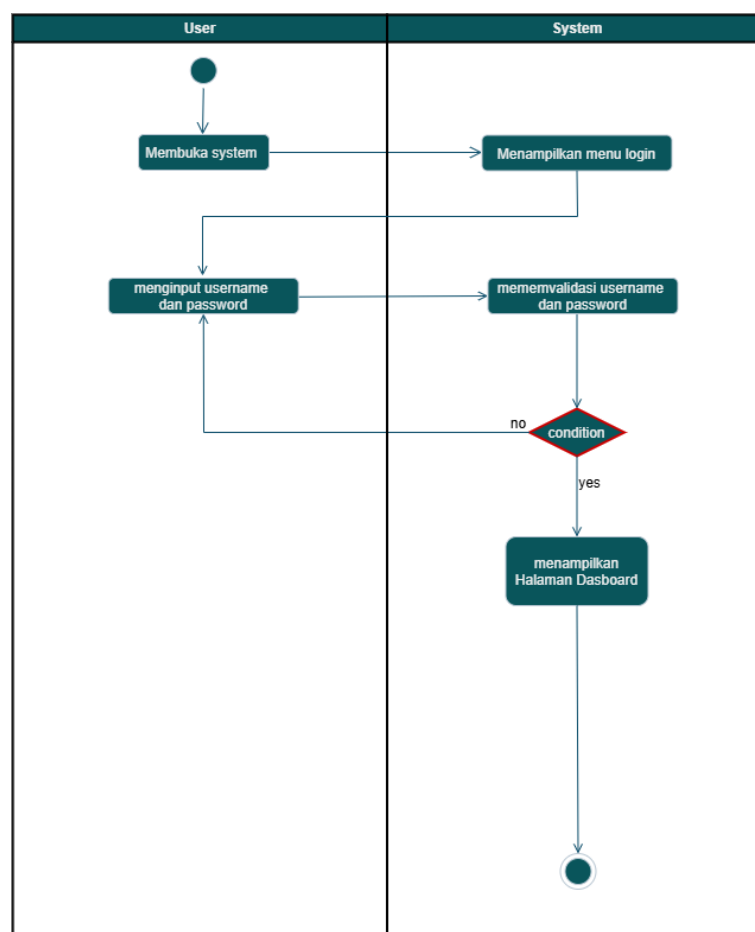 User
System
Membuka system
Menampilkan menu login
menginput username
dan password
mememvalidasi username
dan password
no
condition
yes
menampilkan
Halaman Dasboard